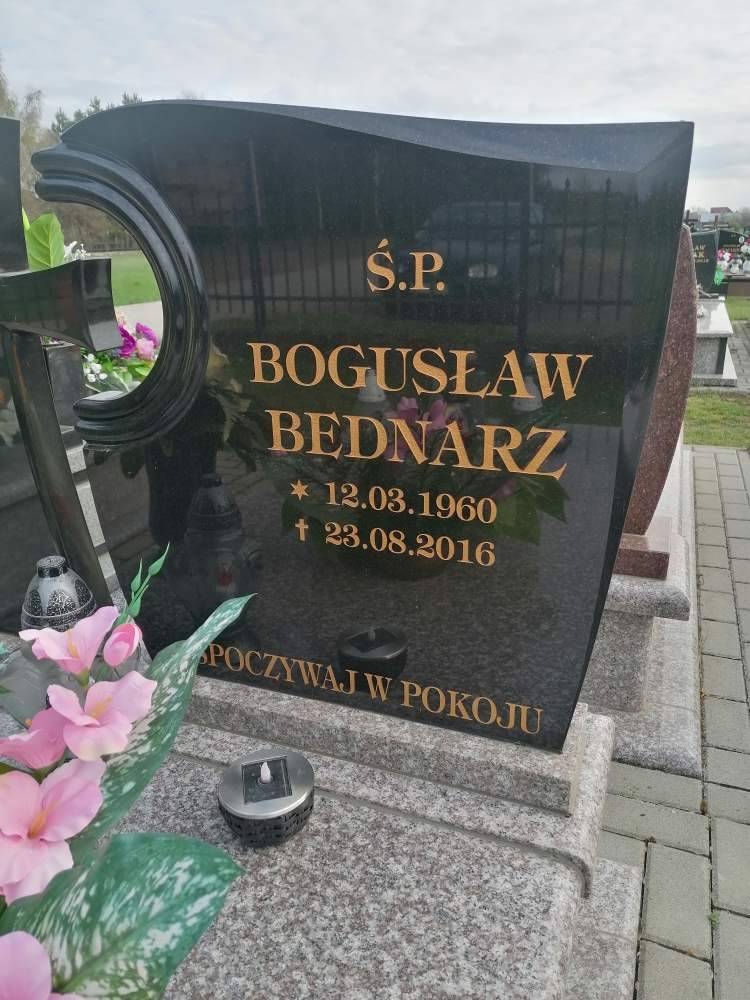 Ś.P.
BOGUSŁAW
BEDNARZ
* 12.03.1960
✝ 23.08.2016
SPOCZYWAJ W POKOJU